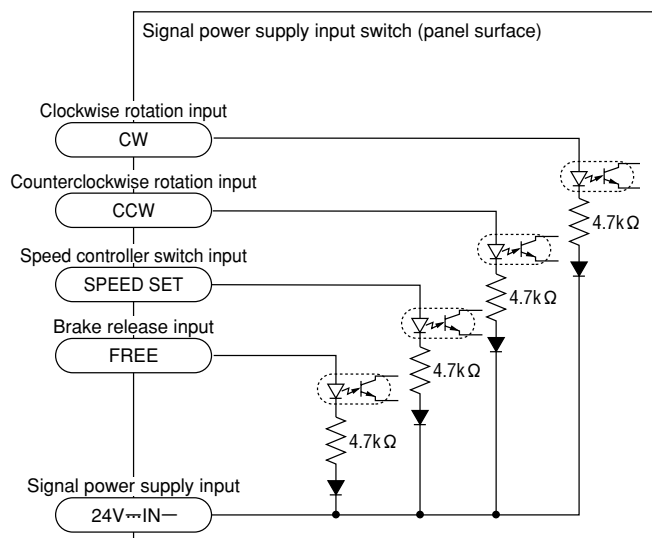 Signal power supply input switch (panel surface)
Clockwise rotation input
CW
Counterclockwise rotation input
4.7kΩ
CCW
Speed controller switch input
SPEED SET
4.7kΩ
Brake release input
FREE
4.7kΩ
4.7kΩ
Signal power supply input
24V⎓IN—